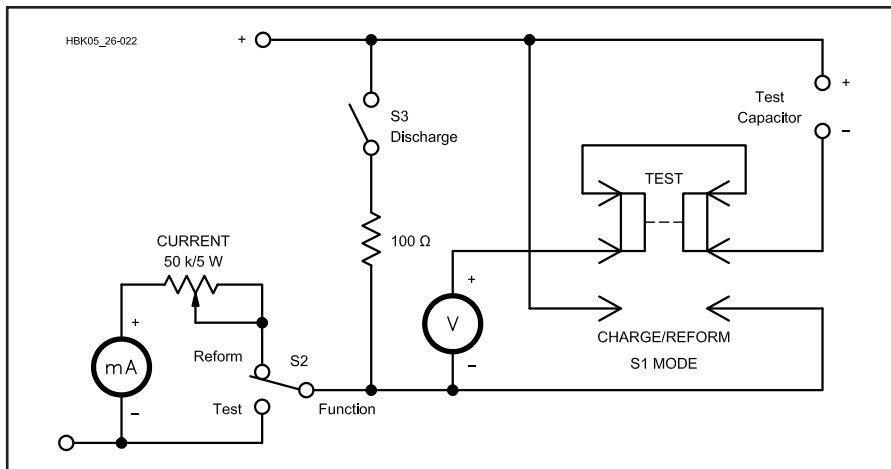 HBK05_26-022
+
+
S3
Discharge
Test
Capacitor
–
TEST
CURRENT
50 k/5 W
100 Ω
+
+
V
mA
–
Reform
S2
CHARGE/REFORM
S1 MODE
–
Test
Function